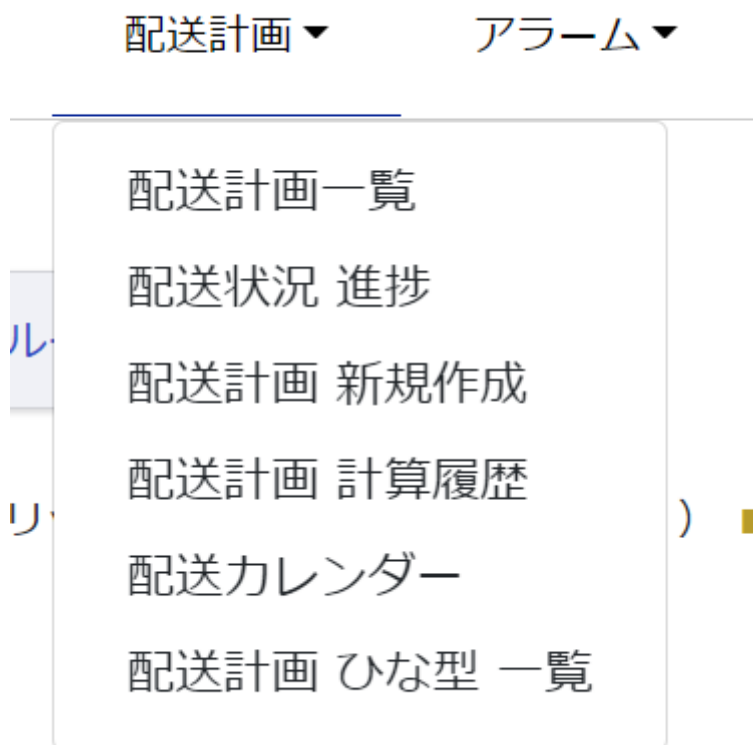 配送計画 アラーム
配送計画一覧
配送状況 進捗
配送計画 新規作成
配送計画 計算履歴
配送カレンダー
配送計画 ひな型 一覧
)